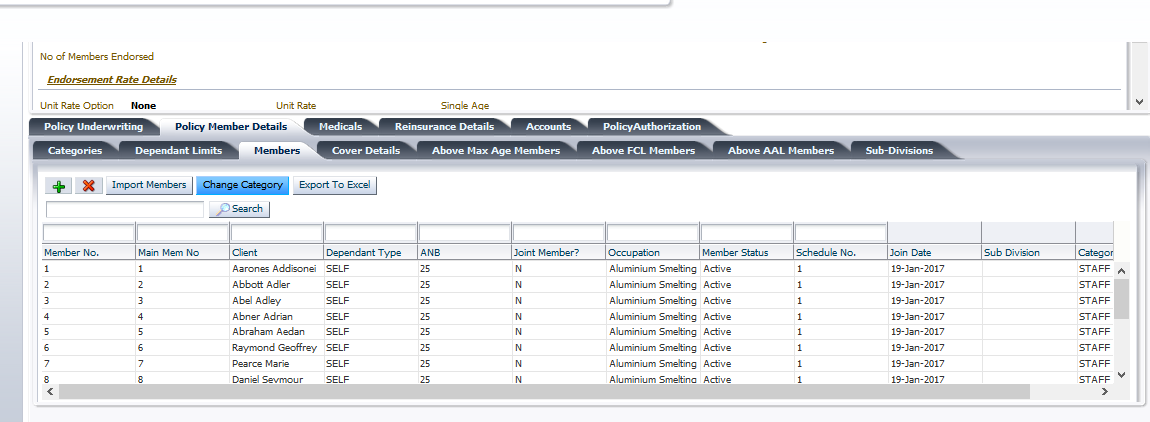 No of Members Endorsed
Endorsement Rate Details
Unit Rate Option None Unit Rate Single Age
Policy Underwriting Policy Member Details Medicals Reinsurance Details Accounts PolicyAuthorization
Categories Dependant Limits Members Cover Details Above Max Age Members Above FCL Members Above AAL Members Sub-Divisions
Import Members Change Category Export To Excel
Search
Member No. Main Mem No Client Dependant Type ANB Joint Member? Occupation Member Status Schedule No. Join Date Sub Division Categor
1 1 Aarones Addisonei SELF 25 N Aluminium Smelting Active 1 19-Jan-2017 STAFF
2 2 Abbott Adler SELF 25 N Aluminium Smelting Active 1 19-Jan-2017 STAFF
3 3 Abel Adley SELF 25 N Aluminium Smelting Active 1 19-Jan-2017 STAFF
4 4 Abner Adrian SELF 25 N Aluminium Smelting Active 1 19-Jan-2017 STAFF
5 5 Abraham Aedan SELF 25 N Aluminium Smelting Active 1 19-Jan-2017 STAFF
6 6 Raymond Geoffrey SELF 25 N Aluminium Smelting Active 1 19-Jan-2017 STAFF
7 7 Pearce Marie SELF 25 N Aluminium Smelting Active 1 19-Jan-2017 STAFF
8 8 Daniel Seymour SELF 25 N Aluminium Smelting Active 1 19-Jan-2017 STAFF